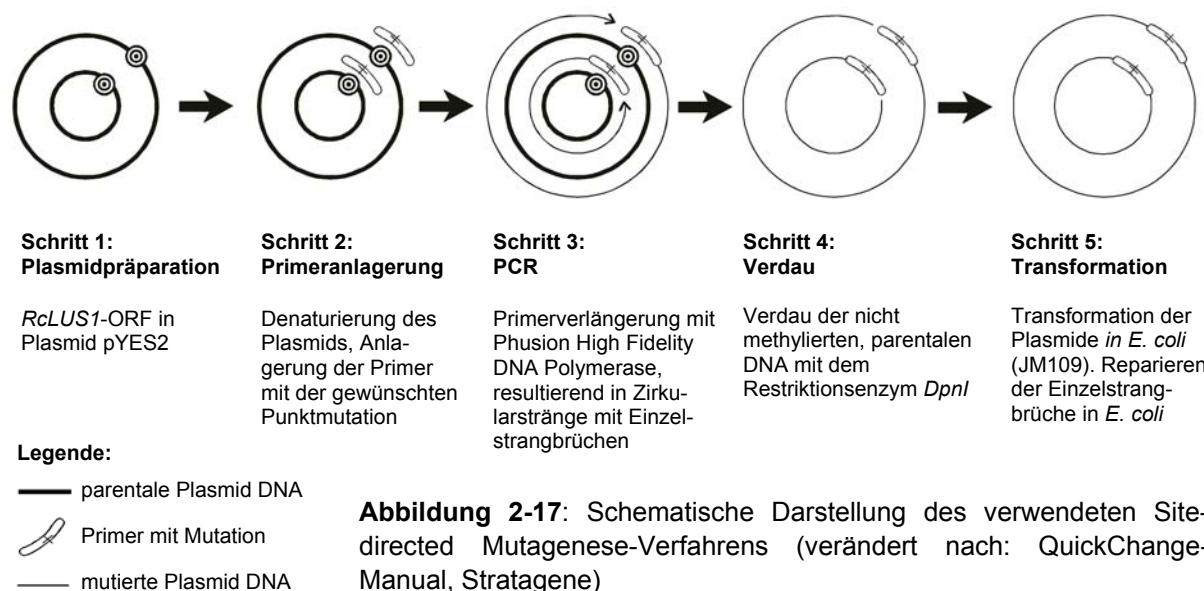 Schritt 1:
Plasmidpräparation
RcLUS1-ORF in
Plasmid pYES2
Schritt 2:
Primeranlagerung
Denaturierung des
Plasmids, Anla-
gerung der Primer
mit der gewünschten
Punktmutation
Schritt 3:
PCR
Primerverlängerung mit
Phusion High Fidelity
DNA Polymerase,
resultierend in Zirku-
larstränge mit Einzel-
strangbrüchen
Schritt 4:
Verdau
Verdau der nicht
methylierten, parentalen
DNA mit dem
Restriktionsenzym DpnI
Schritt 5:
Transformation
Transformation der
Plasmide in E. coli
(JM109). Reparieren
der Einzelstrang-
brüche in E. coli
Legende:
parentale Plasmid DNA
Primer mit Mutation
mutierte Plasmid DNA
Abbildung 2-17: Schematische Darstellung des verwendeten Site-
directed Mutagenese-Verfahrens (verändert nach: QuickChange-
Manual, Stratagene)